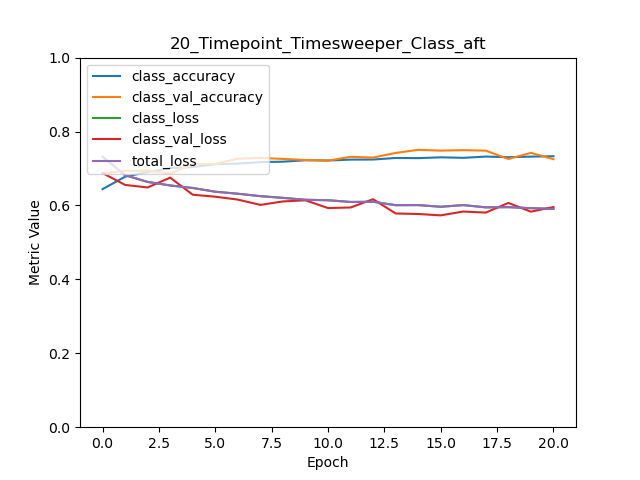 20_Timepoint_Timesweeper_Class_aft
1.0
class_accuracy
class_val_accuracy
class_loss
class_val_loss
total_loss
0.8
0.6
0.4
0.2
0.0
Metric Value
0.0 2.5 5.0 7.5 10.0 12.5 15.0 17.5 20.0
Epoch